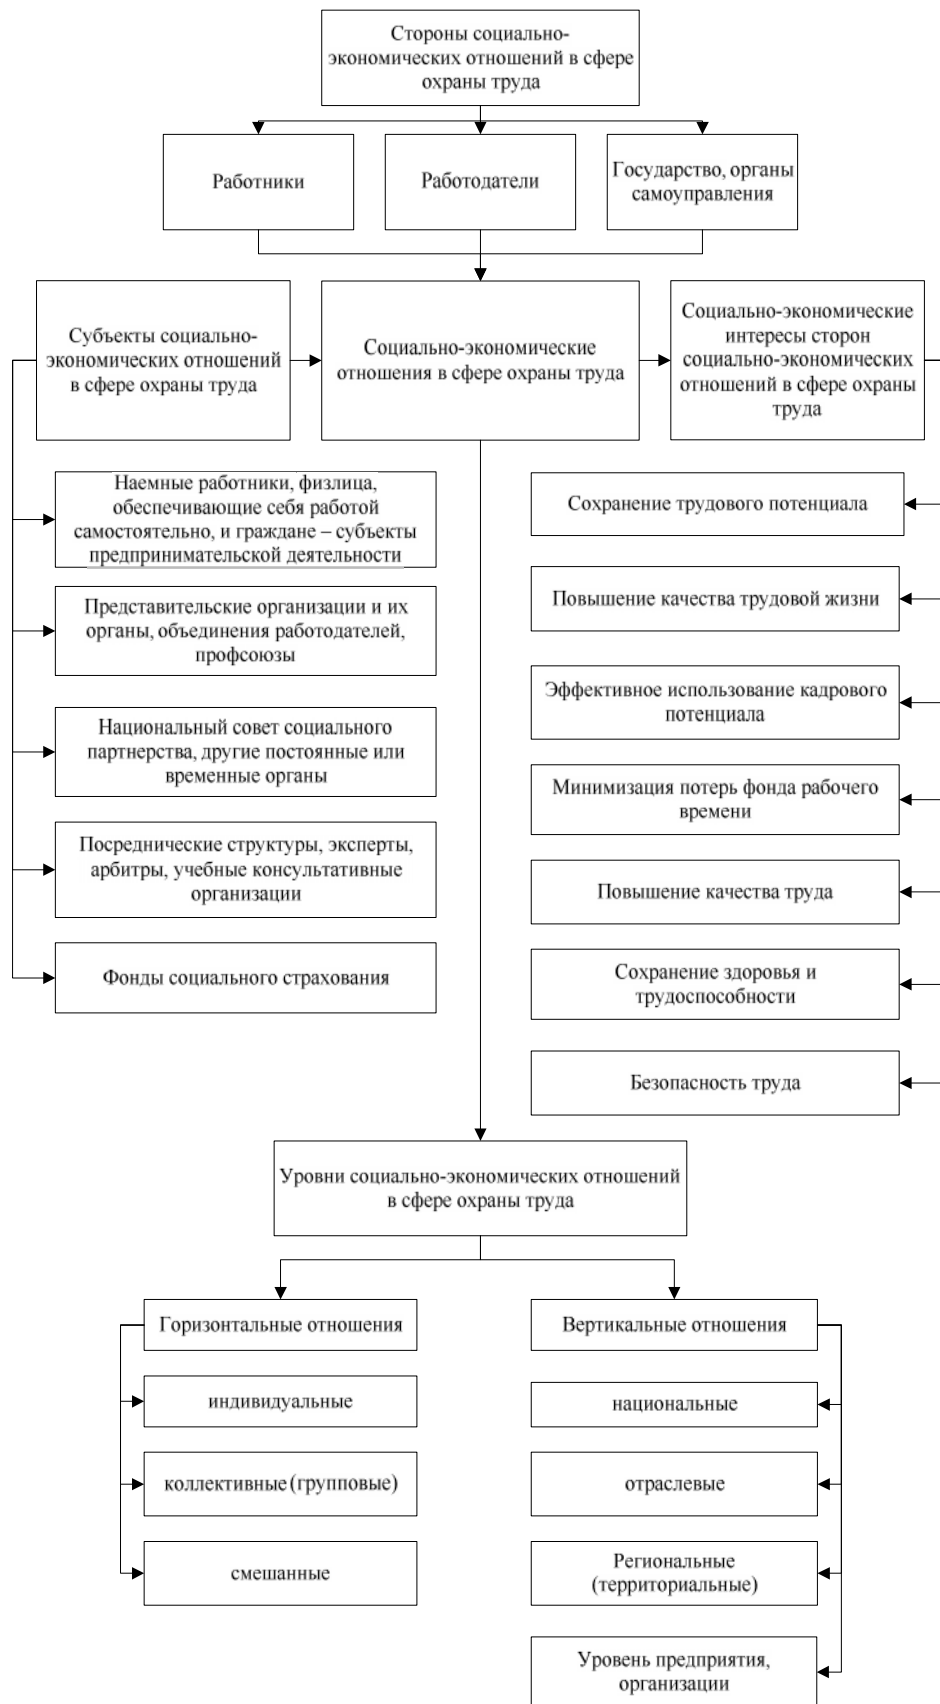 Стороны социально-
экономических отношений в сфере
охраны труда
Работники
Работодатели
Государство, органы
самоуправления
Субъекты социально-
экономических отношений
в сфере охраны труда
Социально-экономические
отношения в сфере охраны труда
Социально-экономические
интересы сторон
социально-экономических
отношений в сфере охраны
труда
Наемные работники, физлица,
обеспечивающие себя работой
самостоятельно, и граждане – субъекты
предпринимательской деятельности
Представительские организации и их
органы, объединения работодателей,
профсоюзы
Национальный совет социального
партнерства, другие постоянные или
временные органы
Посреднические структуры, эксперты,
арбитры, учебные консультативные
организации
Фонды социального страхования
Сохранение трудового потенциала
Повышение качества трудовой жизни
Эффективное использование кадрового
потенциала
Минимизация потерь фонда рабочего
времени
Повышение качества труда
Сохранение здоровья и
трудоспособности
Безопасность труда
Уровни социально-экономических отношений
в сфере охраны труда
Горизонтальные отношения
индивидуальные
коллективные (групповые)
смешанные
Вертикальные отношения
национальные
отраслевые
Региональные
(территориальные)
Уровень предприятия,
организации